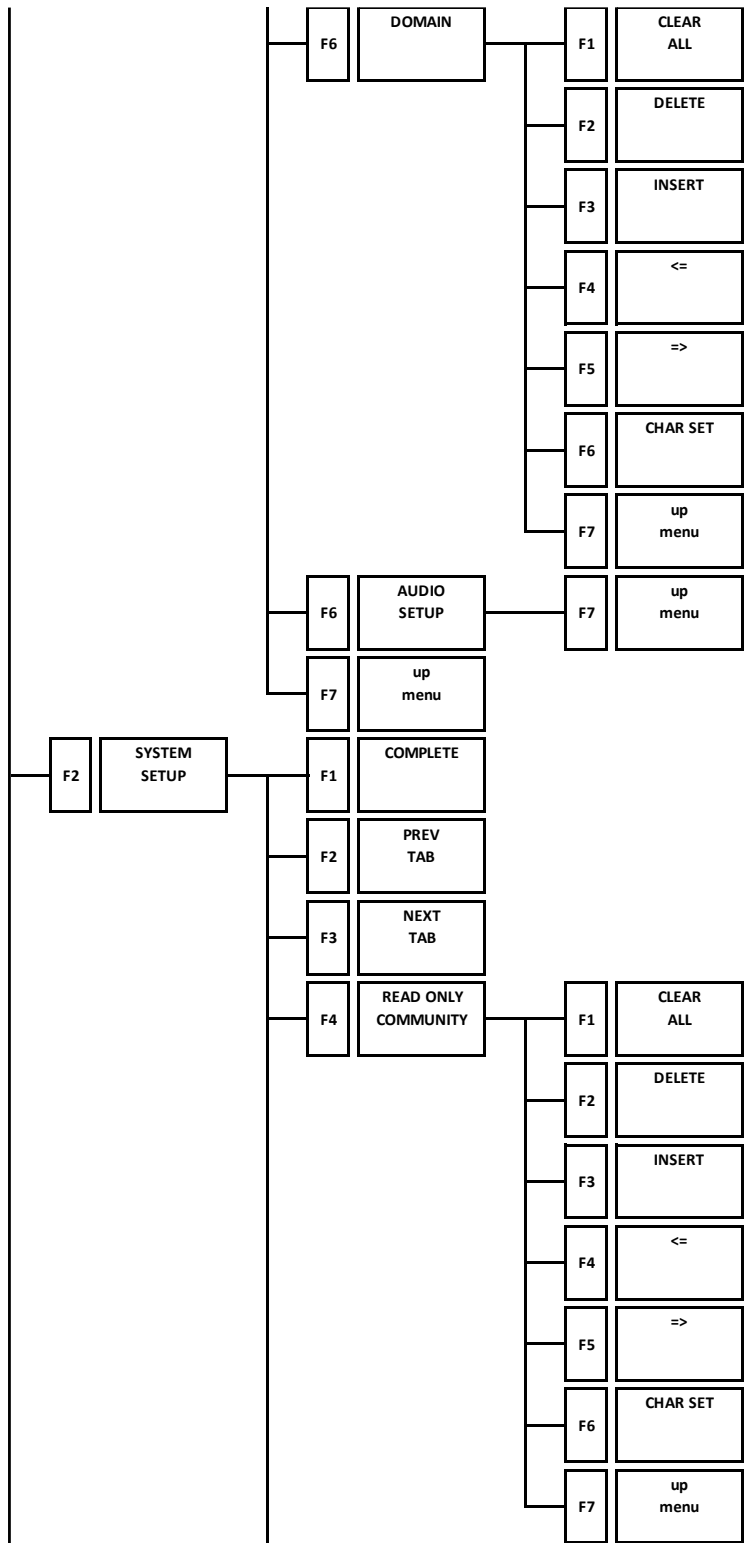 F6
DOMAIN
F1
CLEAR
ALL
F2
DELETE
F3
INSERT
F4
<=
F5
=>
F6
CHAR SET
F7
up
menu
F6
AUDIO
SETUP
F7
up
menu
F7
up
menu
F2
SYSTEM
SETUP
F1
COMPLETE
F2
PREV
TAB
F3
NEXT
TAB
F4
READ ONLY
COMMUNITY
F1
CLEAR
ALL
F2
DELETE
F3
INSERT
F4
<=
F5
=>
F6
CHAR SET
F7
up
menu